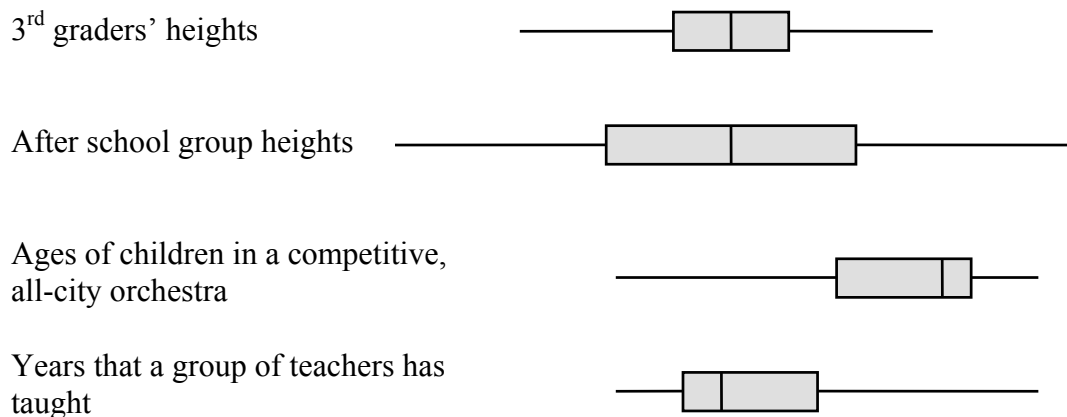 3rd graders’ heights
After school group heights
Ages of children in a competitive,
all-city orchestra
Years that a group of teachers has
taught